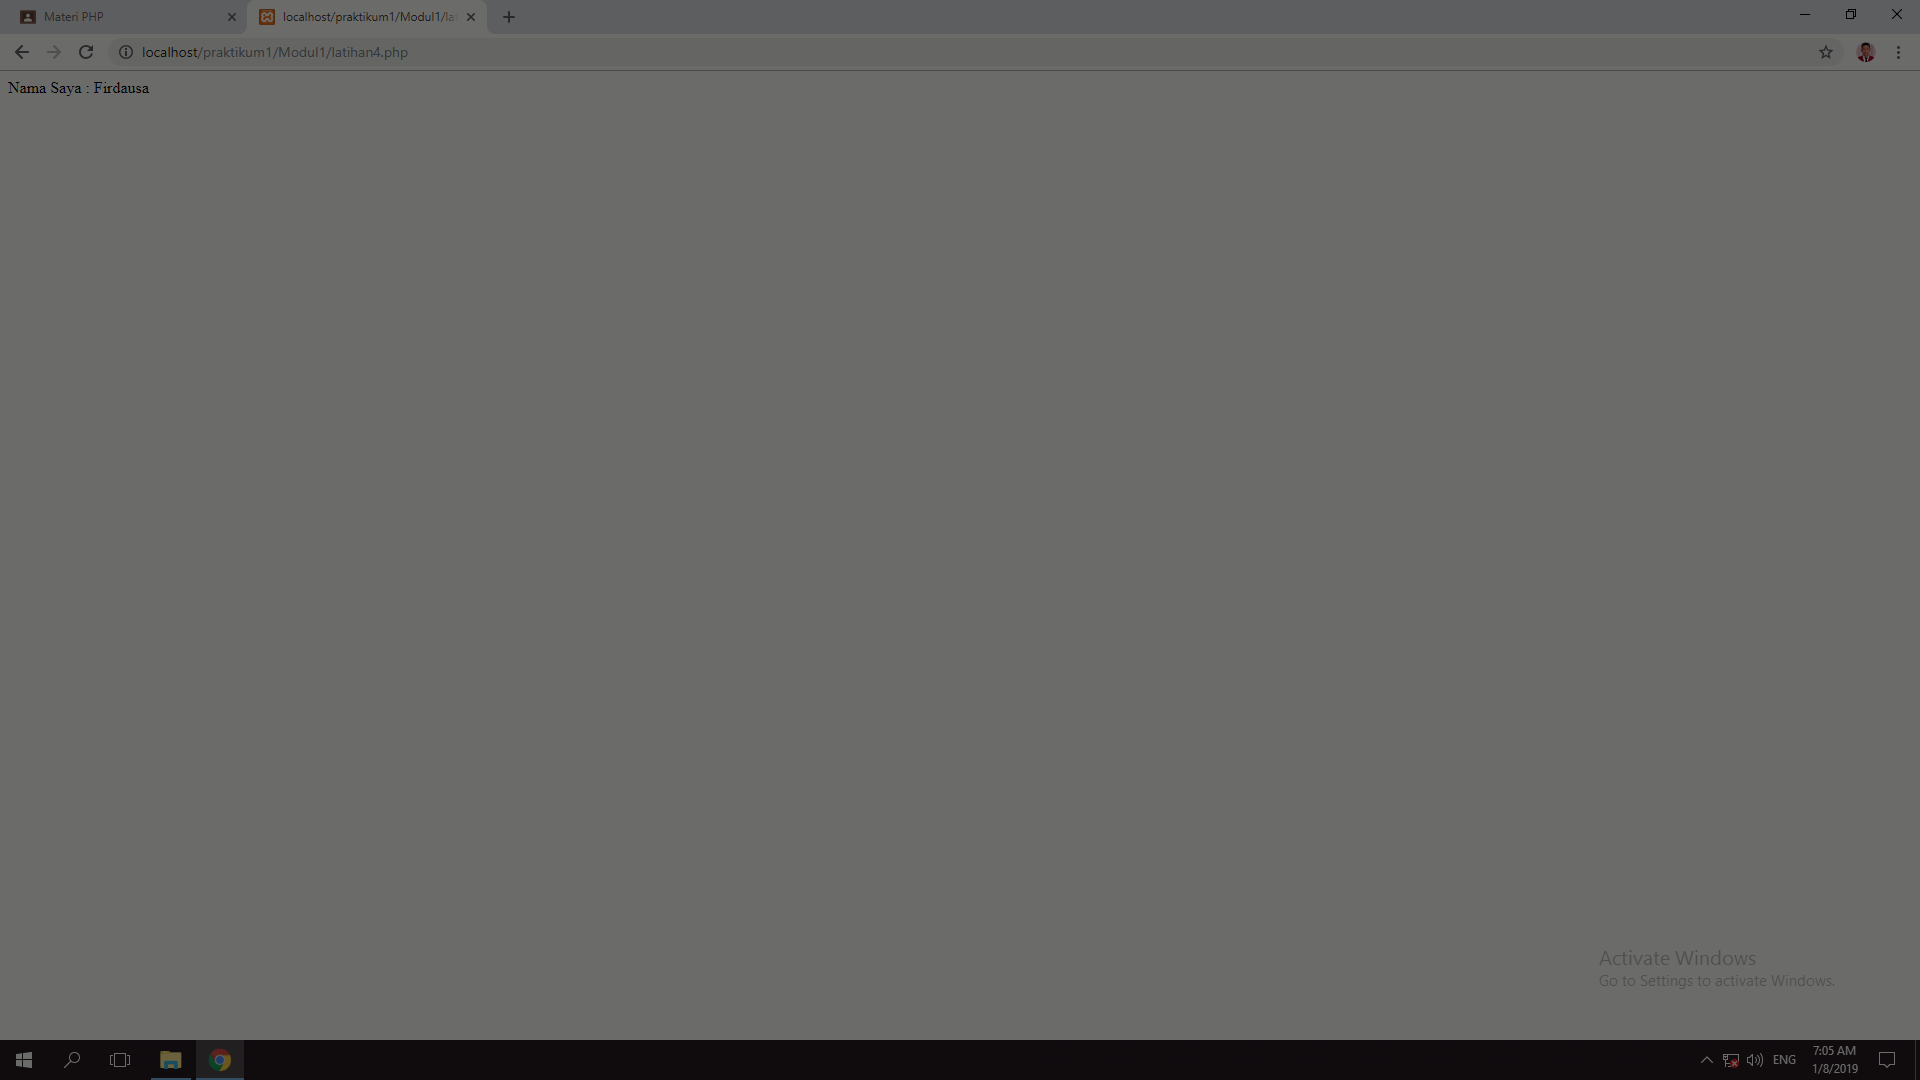 Materi PHP
localhost/praktikum1/Modul1/lat
localhost/praktikum1/Modul1/latihan4.php
Nama Saya : Firdausa
Activate Windows
Go to Settings to activate Windows.
ENG
7:05 AM
1/8/2019